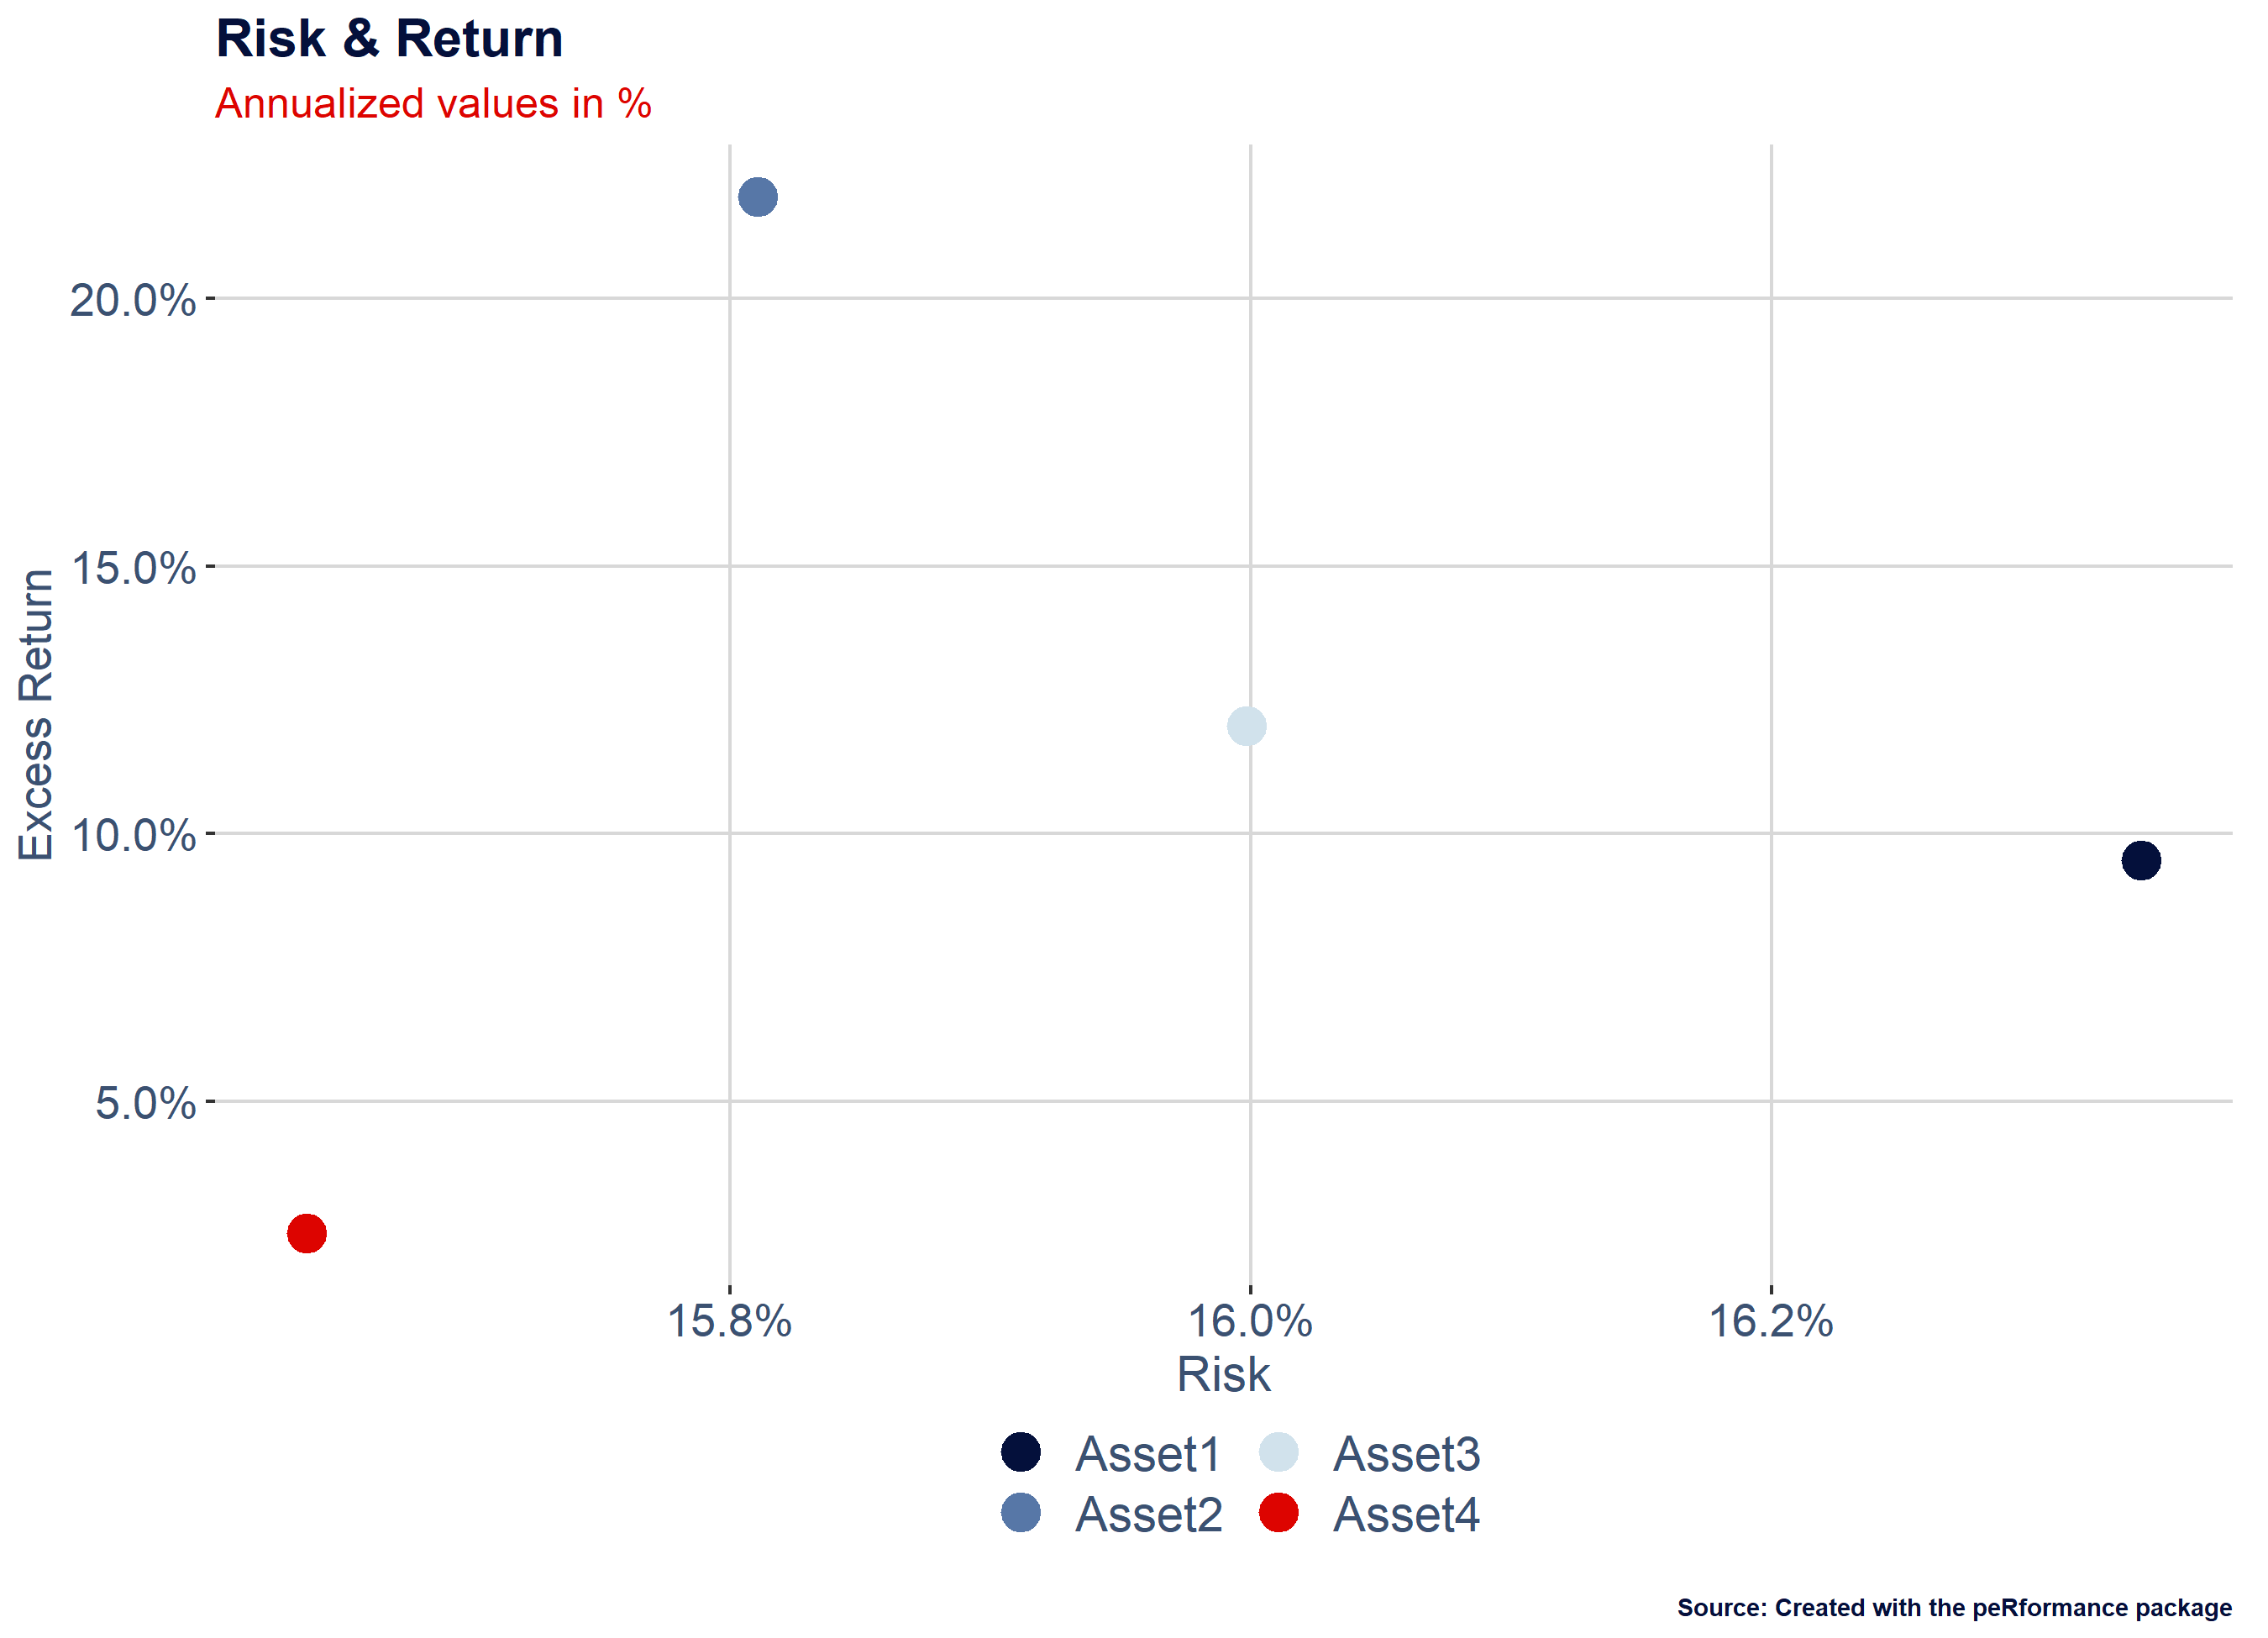 Risk & Return
Annualized values in %
Excess Return
20.0%
15.0%
10.0%
5.0%
15.8% 16.0% 16.2%
Risk
Asset1 Asset3
Asset2 Asset4
Source: Created with the peRformance package